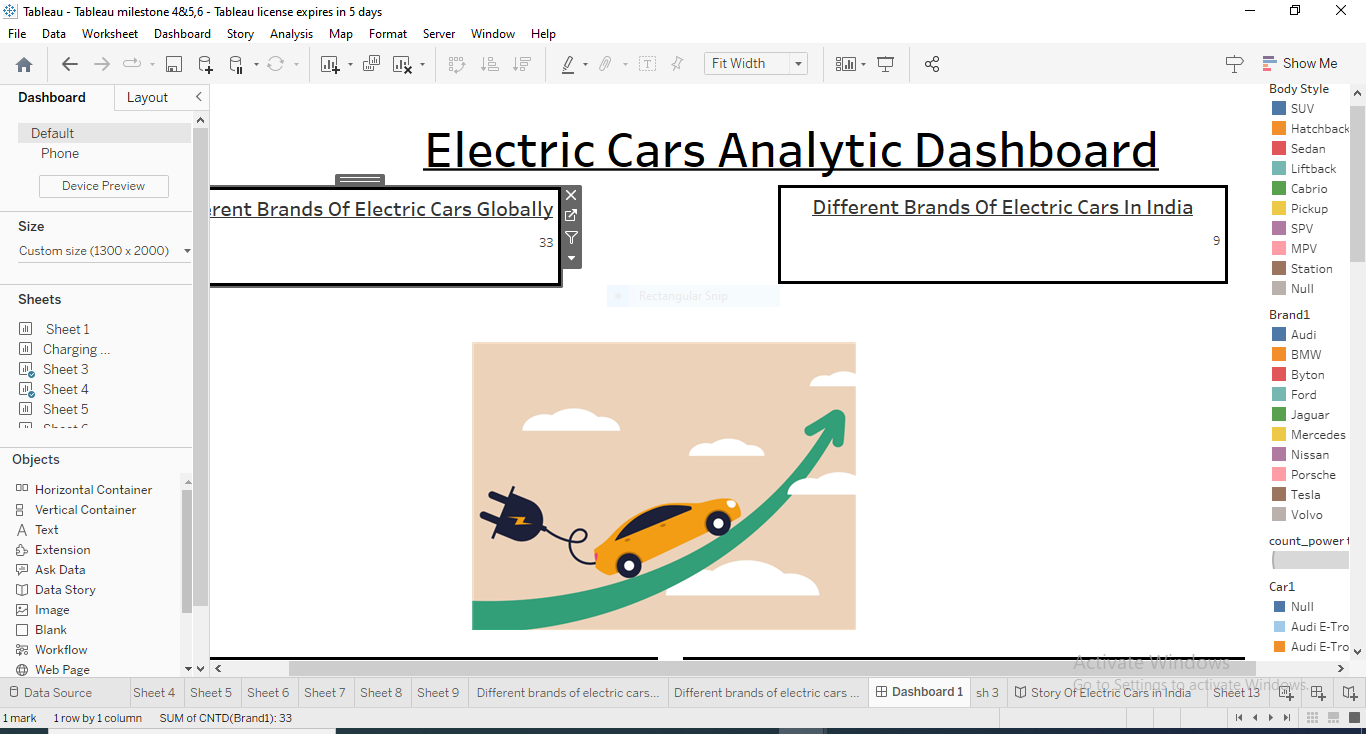 Tableau - Tableau milestone 4&5,6 - Tableau license expires in 5 days
File Data Worksheet Dashboard Story Analysis Map Format Server Window Help
Fit Width
Show Me
Dashboard Layout
Default
Phone
Device Preview
Size
Custom size (1300 x 2000)
Sheets
Sheet 1
Charging ...
Sheet 3
Sheet 4
Sheet 5
Objects
Horizontal Container
Vertical Container
Text
Extension
Ask Data
Data Story
Image
Blank
Workflow
Web Page
Electric Cars Analytic Dashboard
rent Brands Of Electric Cars Globally
33
Different Brands Of Electric Cars In India
9
Rectangular Snip
Body Style
SUV
Hatchback
Sedan
Liftback
Cabrio
Pickup
SPV
MPV
Station
Null
Brand1
Audi
BMW
Byton
Ford
Jaguar
Mercedes
Nissan
Porsche
Tesla
Volvo
count_power t
Car1
Null
Audi E-Tro
Audi E-Tro
Activate Windows
Go to Settings to activate Windows.
Data Source Sheet 4 Sheet 5 Sheet 6 Sheet 7 Sheet 8 Sheet 9 Different brands of electric cars... Different brands of electric cars ... Dashboard 1 sh 3 Story Of Electric Cars in India Sheet 13
1 mark 1 row by 1 column SUM of CNTD(Brand1): 33